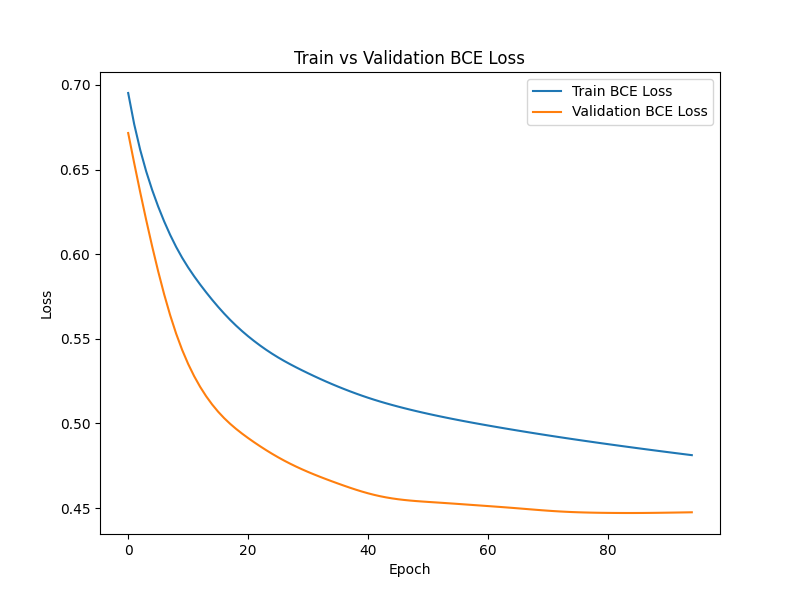 Train vs Validation BCE Loss
Train BCE Loss
Validation BCE Loss
0.70
0.65
0.60
0.55
0.50
0.45
Loss
0 20 40 60 80
Epoch